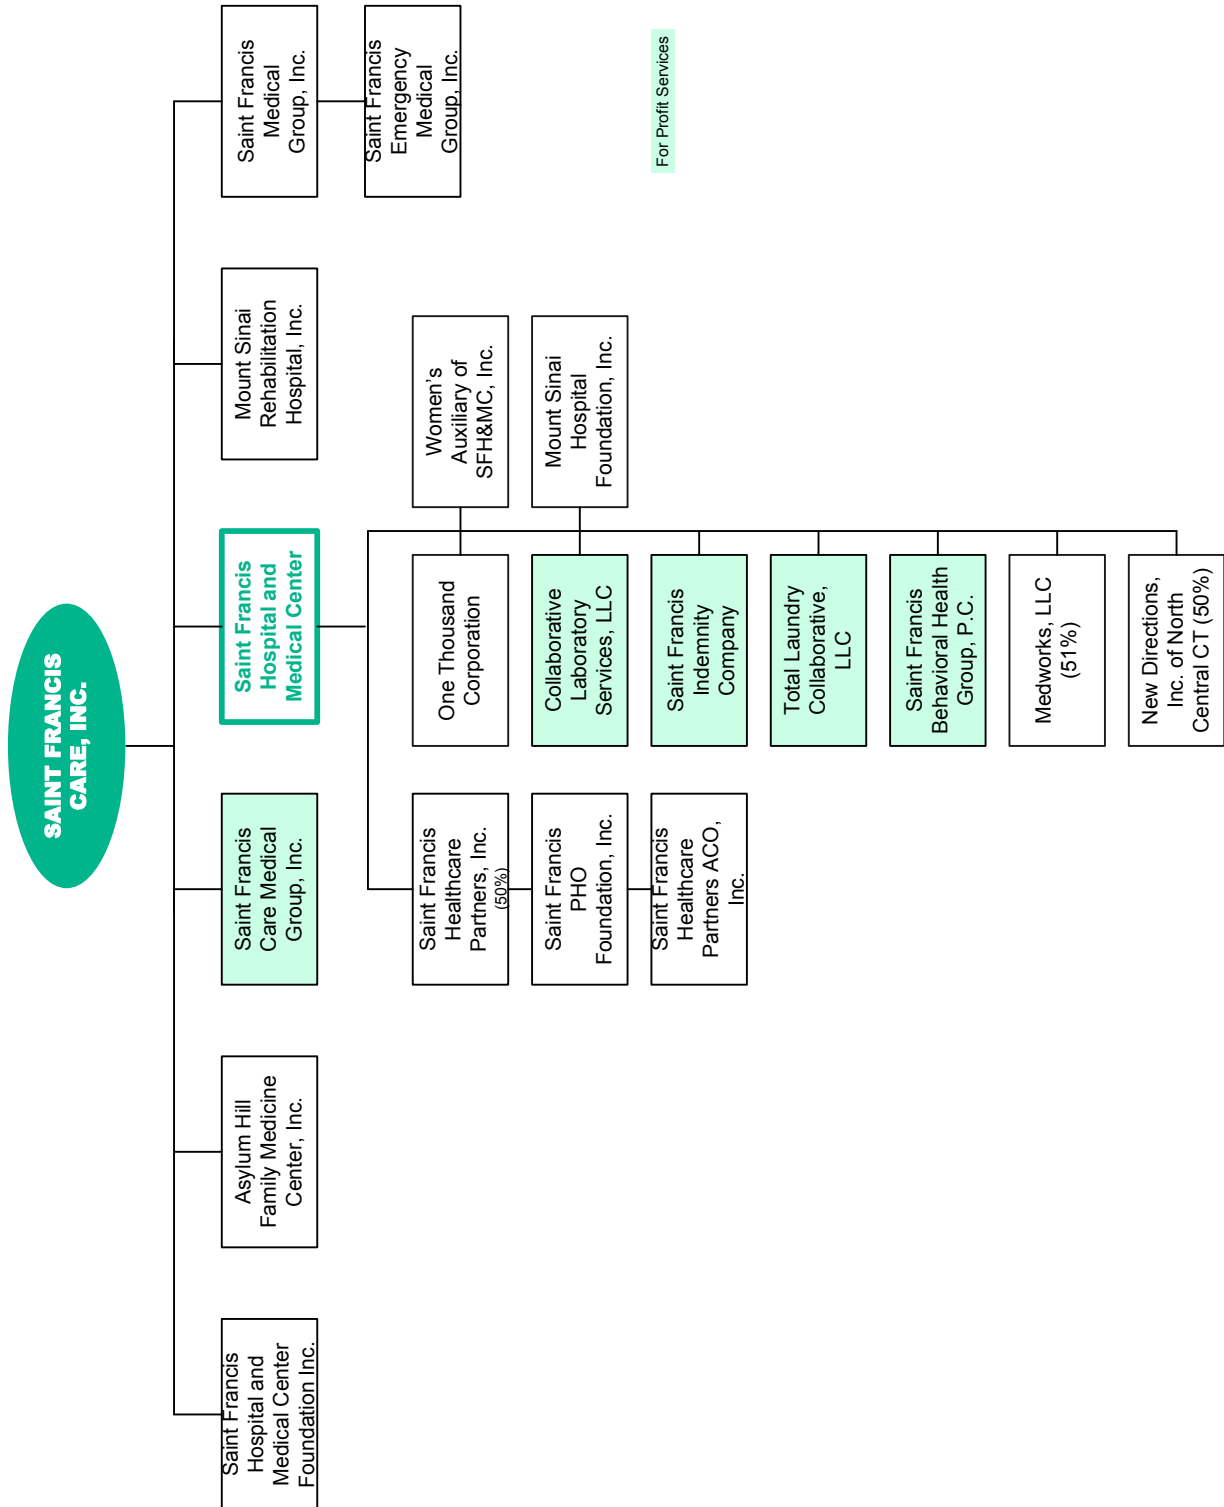 SAINT FRANCIS
CARE, INC.
Saint Francis
Hospital and
Medical Center
Foundation Inc.
Asylum Hill
Family Medicine
Center, Inc.
Saint Francis
Care Medical
Group, Inc.
Saint Francis
Hospital and
Medical Center
Mount Sinai
Rehabilitation
Hospital, Inc.
Saint Francis
Medical
Group, Inc.
Saint Francis
Emergency
Medical
Group, Inc.
Saint Francis
Healthcare
Partners, Inc.
(50%)
One Thousand
Corporation
Women's
Auxiliary of
SFH&MC, Inc.
Saint Francis
PHO
Foundation, Inc.
Collaborative
Laboratory
Services, LLC
Mount Sinai
Hospital
Foundation, Inc.
Saint Francis
Healthcare
Partners ACO,
Inc.
Saint Francis
Indemnity
Company
For Profit Services
Total Laundry
Collaborative,
LLC
Saint Francis
Behavioral Health
Group, P.C.
Medworks, LLC
(51%)
New Directions,
Inc. of North
Central CT (50%)